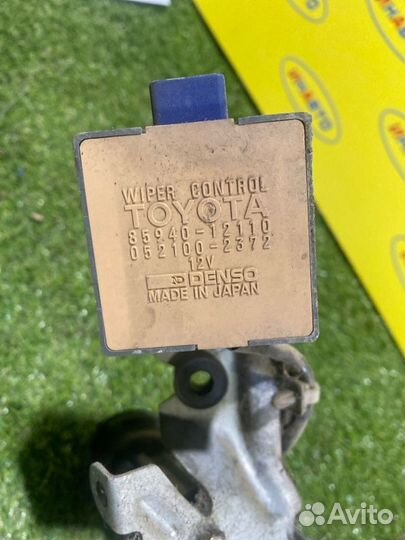 WIPER CONTROL
TOYOTA
85940-12110
052100-2372
12V
DENSO
MADE IN JAPAN
Avito